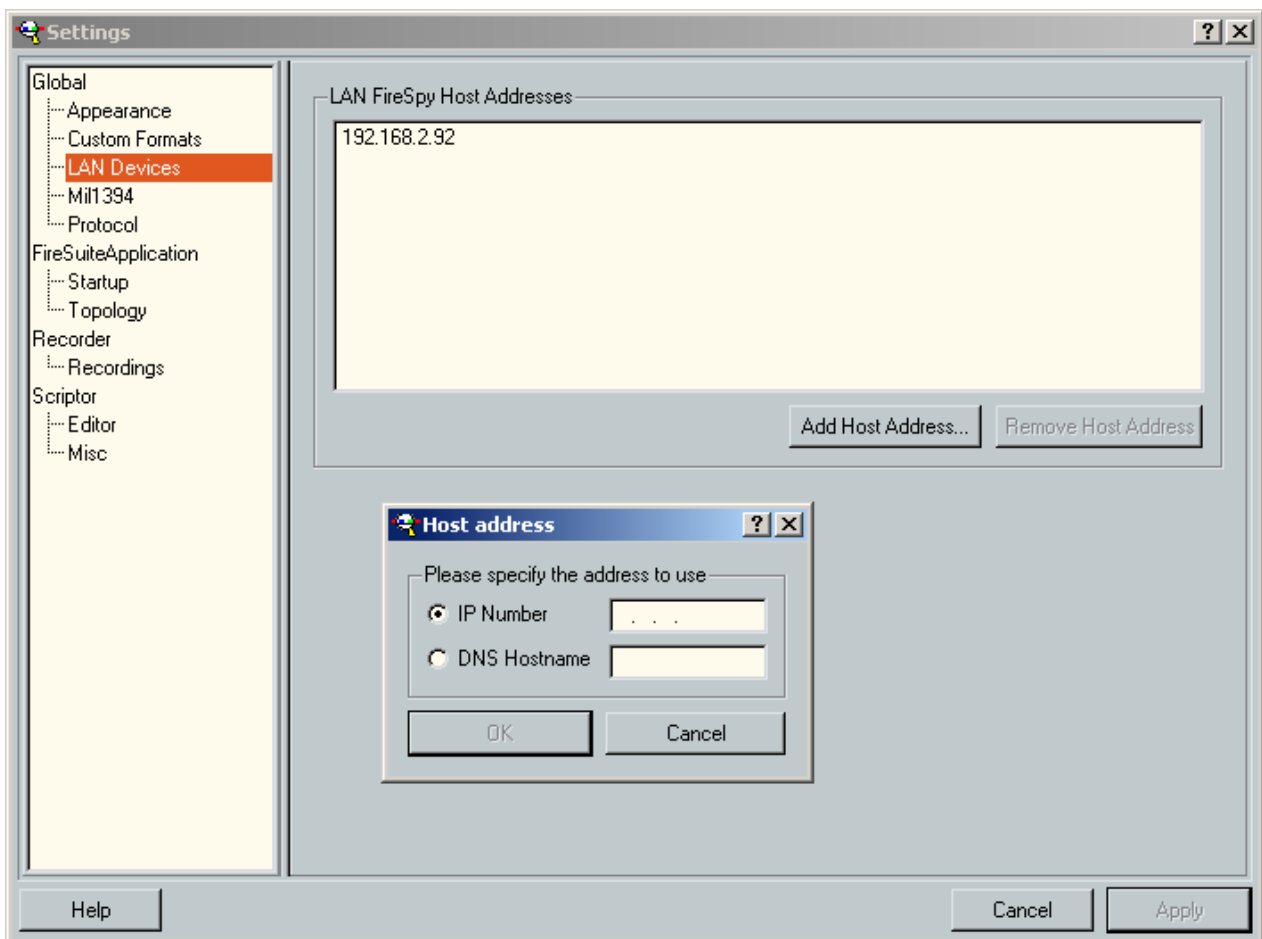 Settings
Global
Appearance
Custom Formats
LAN Devices
Mil1394
Protocol
FireSuiteApplication
Startup
Topology
Recorder
Recordings
Scriptor
Editor
Misc
LAN FireSpy Host Addresses
192.168.2.92
Add Host Address... Remove Host Address
Host address
Please specify the address to use
IP Number . . .
DNS Hostname
OK Cancel
Help Cancel Apply